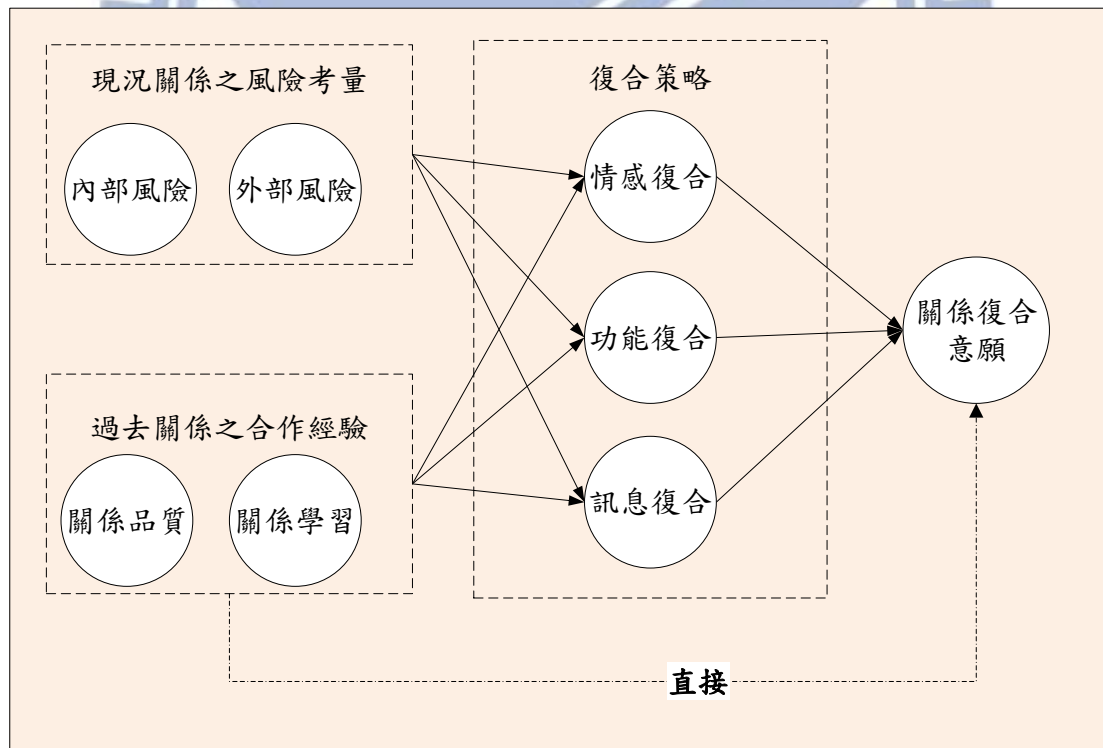 現況關係之風險考量
內部風險
外部風險
過去關係之合作經驗
關係品質
關係學習
復合策略
情感復合
功能復合
訊息復合
關係復合
意願
直接